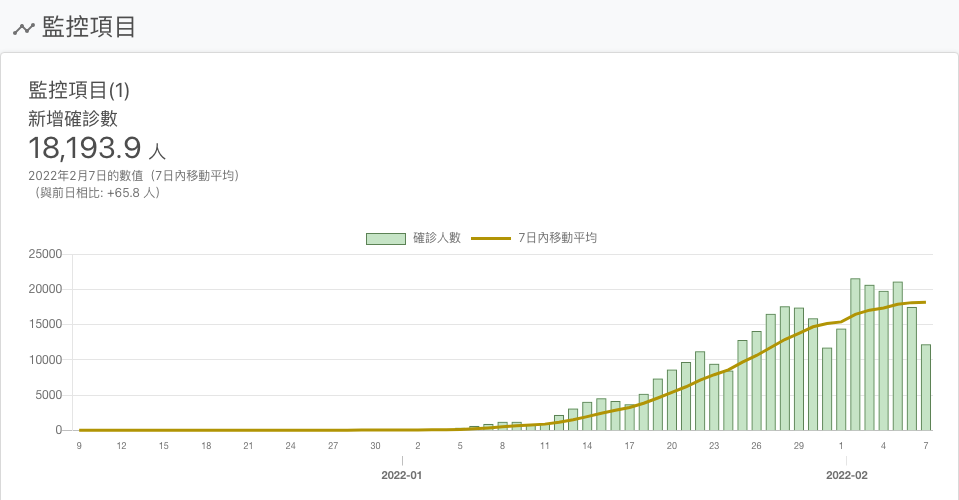 監控項目
監控項目(1)
新增確診數
18,193.9 人
2022年2月7日的數值（7日內移動平均）
（與前日相比: +65.8 人）
確診人數 7日內移動平均
25000
20000
15000
10000
5000
0
9 12 15 18 21 24 27 30 2 5 8 11 14 17 20 23 26 29 1 4 7
2022-01 2022-02